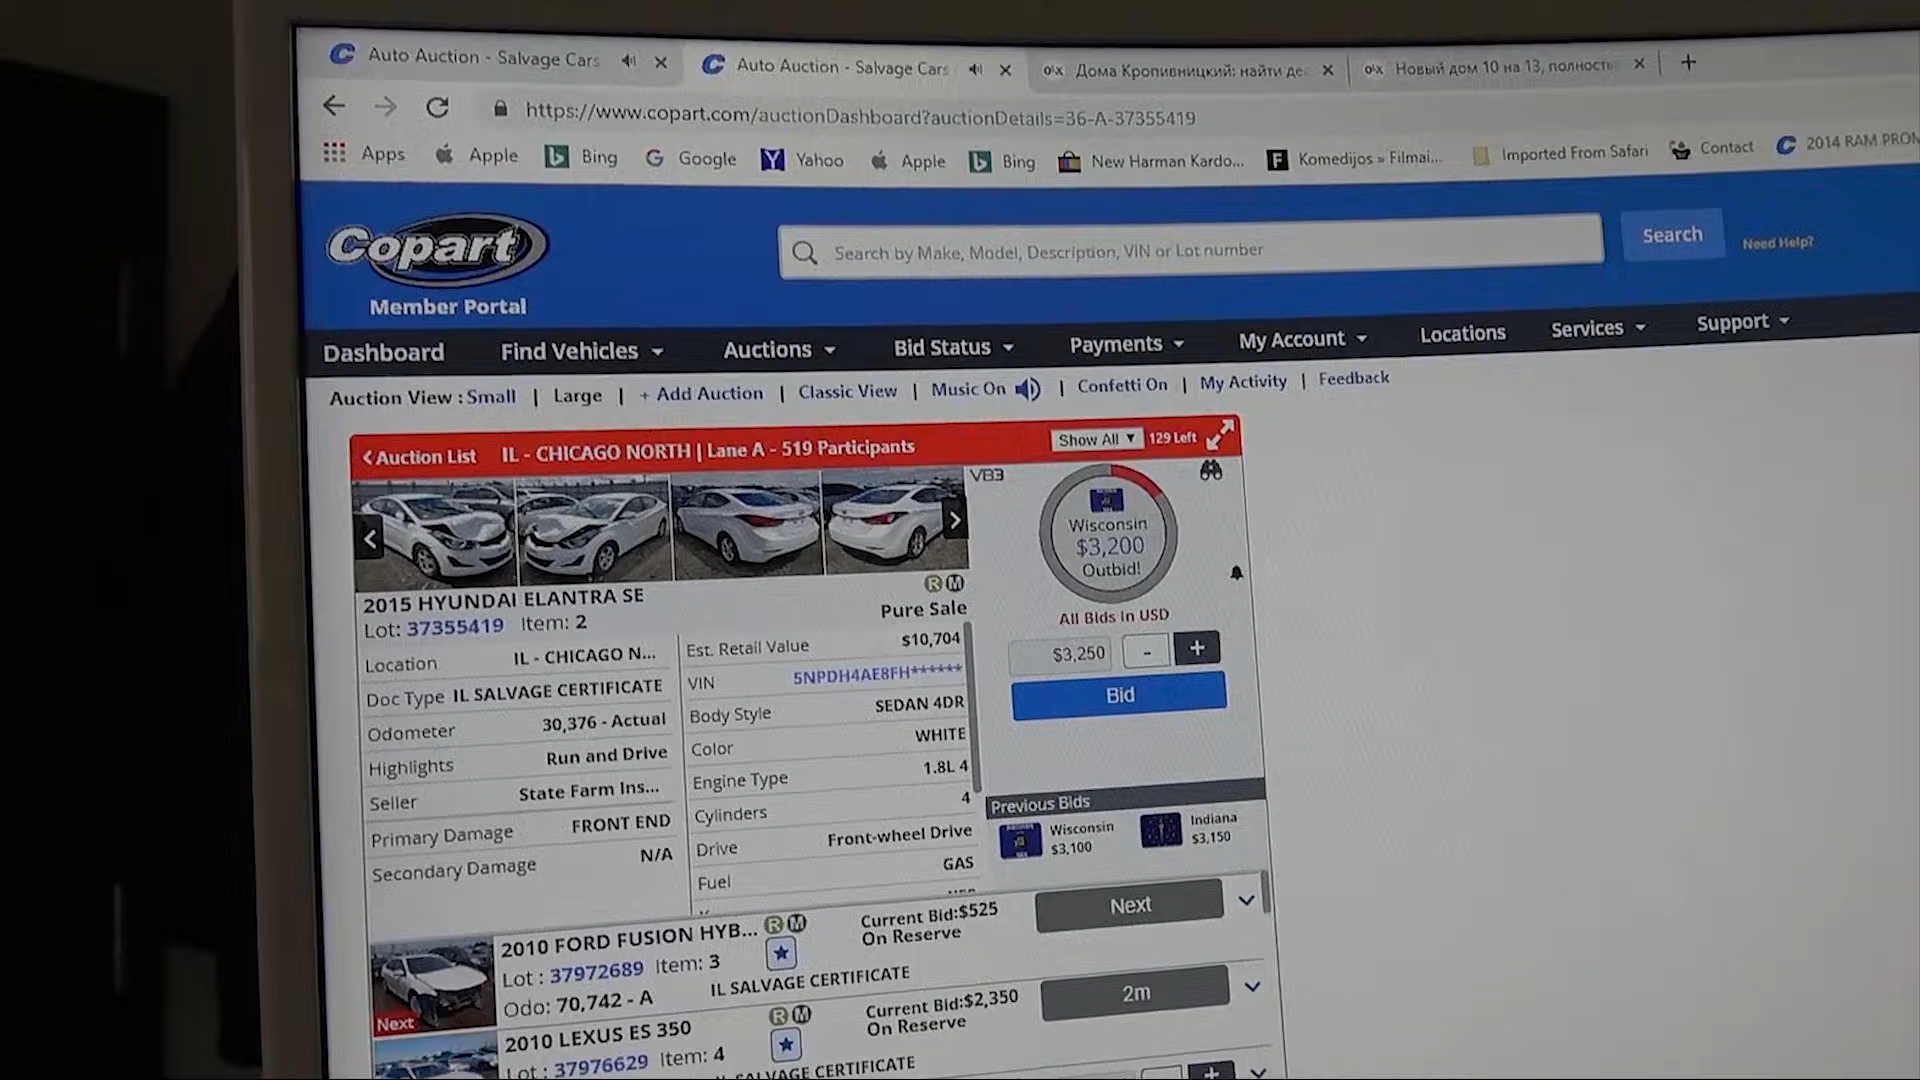 Auto Auction - Salvage Cars
Auto Auction - Salvage Cars
olx Дома Кропивницкий: найти де
olx Новый дом 10 на 13, полность
https://www.copart.com/auctionDashboard?auctionDetails=36-A-37355419
Apps Apple Bing Google Yahoo Apple Bing New Harman Kardo... Komedijos » Filmai... Imported From Safari Contact 2014 RAM PRON
Copart
Member Portal
Search by Make, Model, Description, VIN or Lot number
Search
Need Help?
Dashboard Find Vehicles Auctions Bid Status Payments My Account Locations Services Support
Auction View : Small | Large | + Add Auction | Classic View | Music On | Confetti On | My Activity | Feedback
Auction List IL - CHICAGO NORTH | Lane A - 519 Participants Show All 129 Left
VB3
Wisconsin
$3,200
Outbid!
2015 HYUNDAI ELANTRA SE
R M
Lot: 37355419 Item: 2
Pure Sale
All Bids in USD
$3,250 - +
Bid
Location IL - CHICAGO N...
Doc Type IL SALVAGE CERTIFICATE
Odometer 30,376 - Actual
Highlights Run and Drive
Seller State Farm Ins...
Primary Damage FRONT END
Secondary Damage N/A
Est. Retail Value $10,704
VIN 5NPDH4AE8FH******
Body Style SEDAN 4DR
Color WHITE
Engine Type 1.8L 4
Cylinders 4
Drive Front-wheel Drive
Fuel GAS
Previous Bids
Wisconsin
$3,100
Indiana
$3,150
2010 FORD FUSION HYB... R M
Lot : 37972689 Item: 3
Odo: 70,742 - A IL SALVAGE CERTIFICATE
Next
Current Bid:$525
On Reserve
Next
2010 LEXUS ES 350 R M
Lot : 37976629 Item: 4
SALVAGE CERTIFICATE
Current Bid:$2,350
On Reserve
2m
+